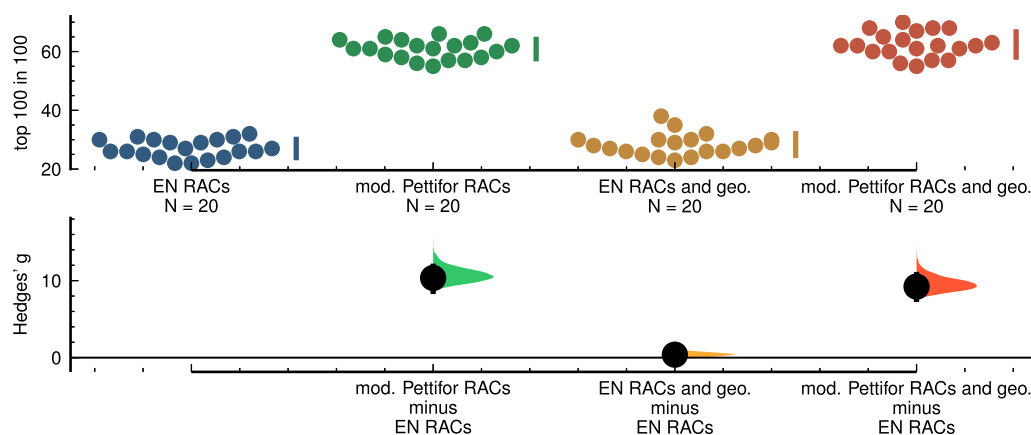 top 100 in 100
60
40
20
EN RACs
N = 20
mod. Pettifor RACs
N = 20
EN RACs and geo.
N = 20
mod. Pettifor RACs and geo.
N = 20
Hedges' g
10
0
mod. Pettifor RACs
minus
EN RACs
EN RACs and geo.
minus
EN RACs
mod. Pettifor RACs and geo.
minus
EN RACs